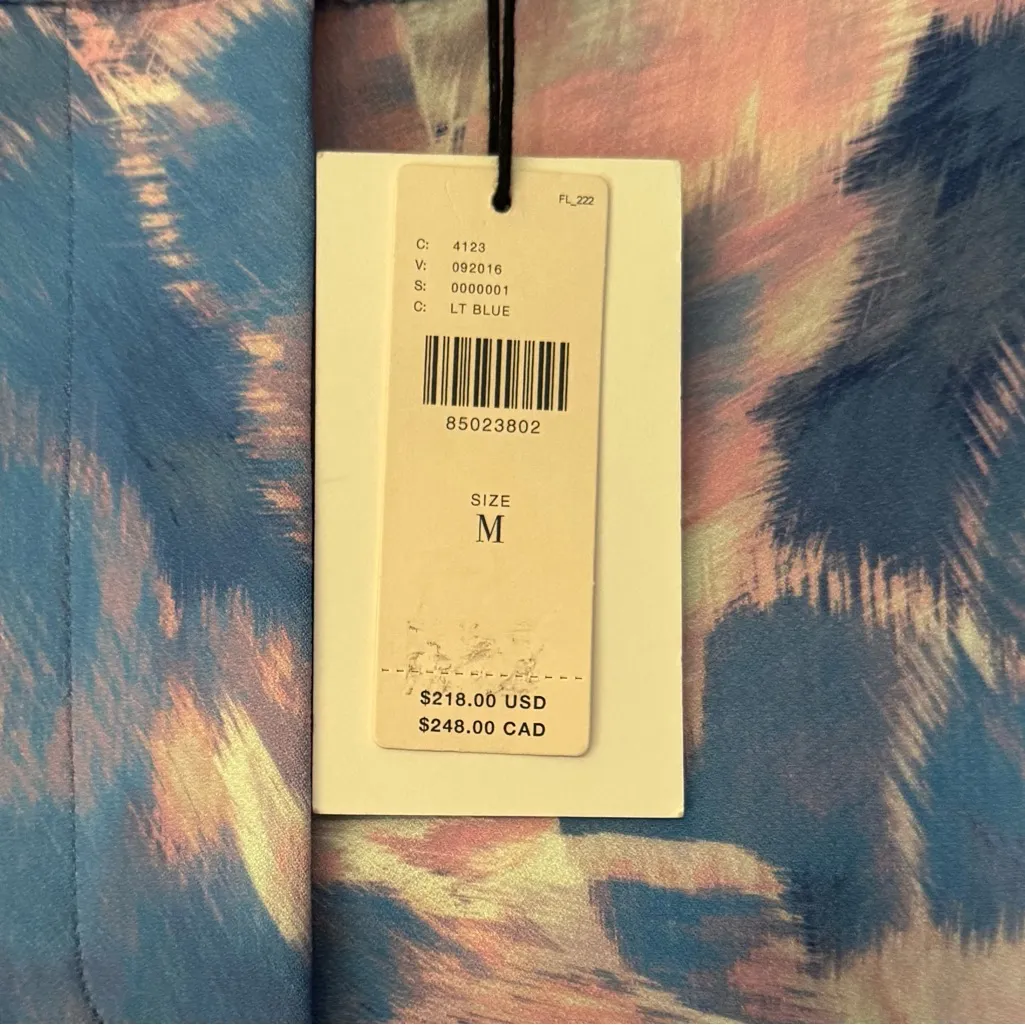 FL_222
C: 4123
V: 092016
S: 0000001
C: LT BLUE
85023802
SIZE
M
$218.00 USD
$248.00 CAD